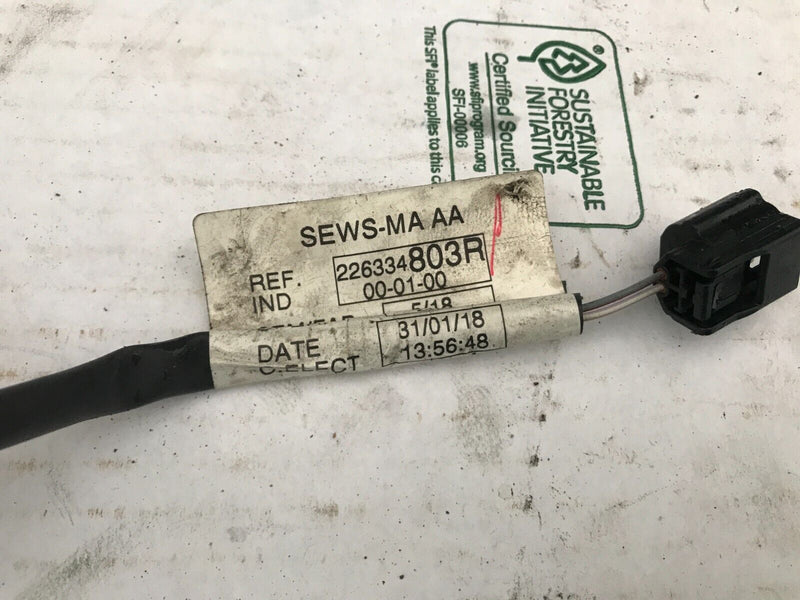 SEWS-MA AA
REF. 226334803R
IND 00-01-00
5/18
DATE 31/01/18
C.ELECT 13:56:48
SUSTAINABLE
FORESTRY
INITIATIVE
Certified Sourci
www.sfiprogram.org
SFI-00006
This SFI® label applies to this c